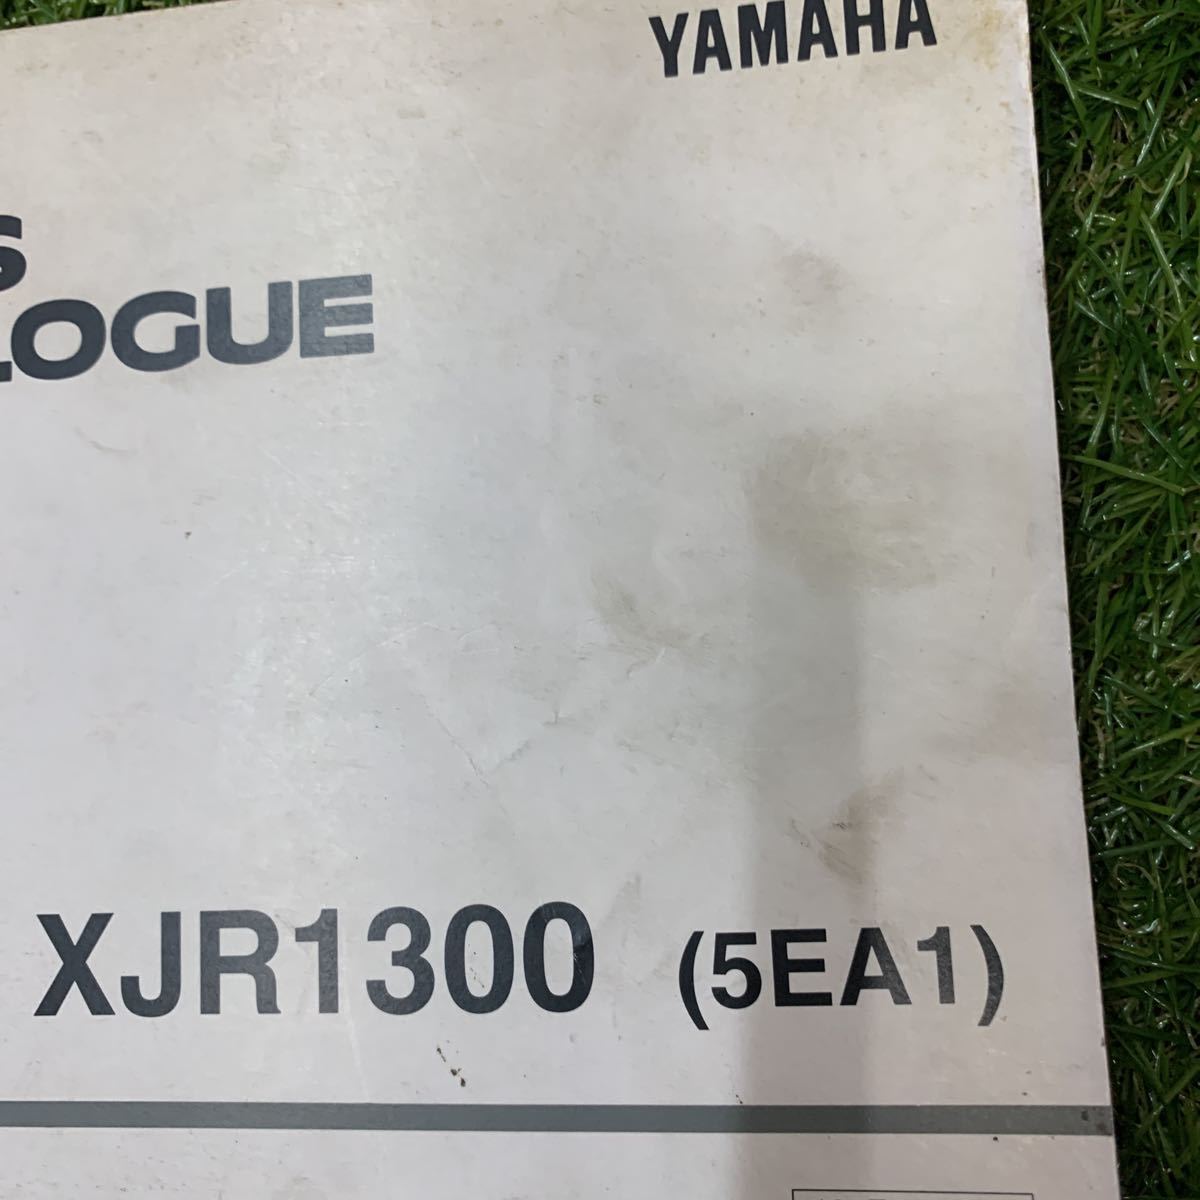 YAMAHA
S
LOGUE
XJR1300 (5EA1)